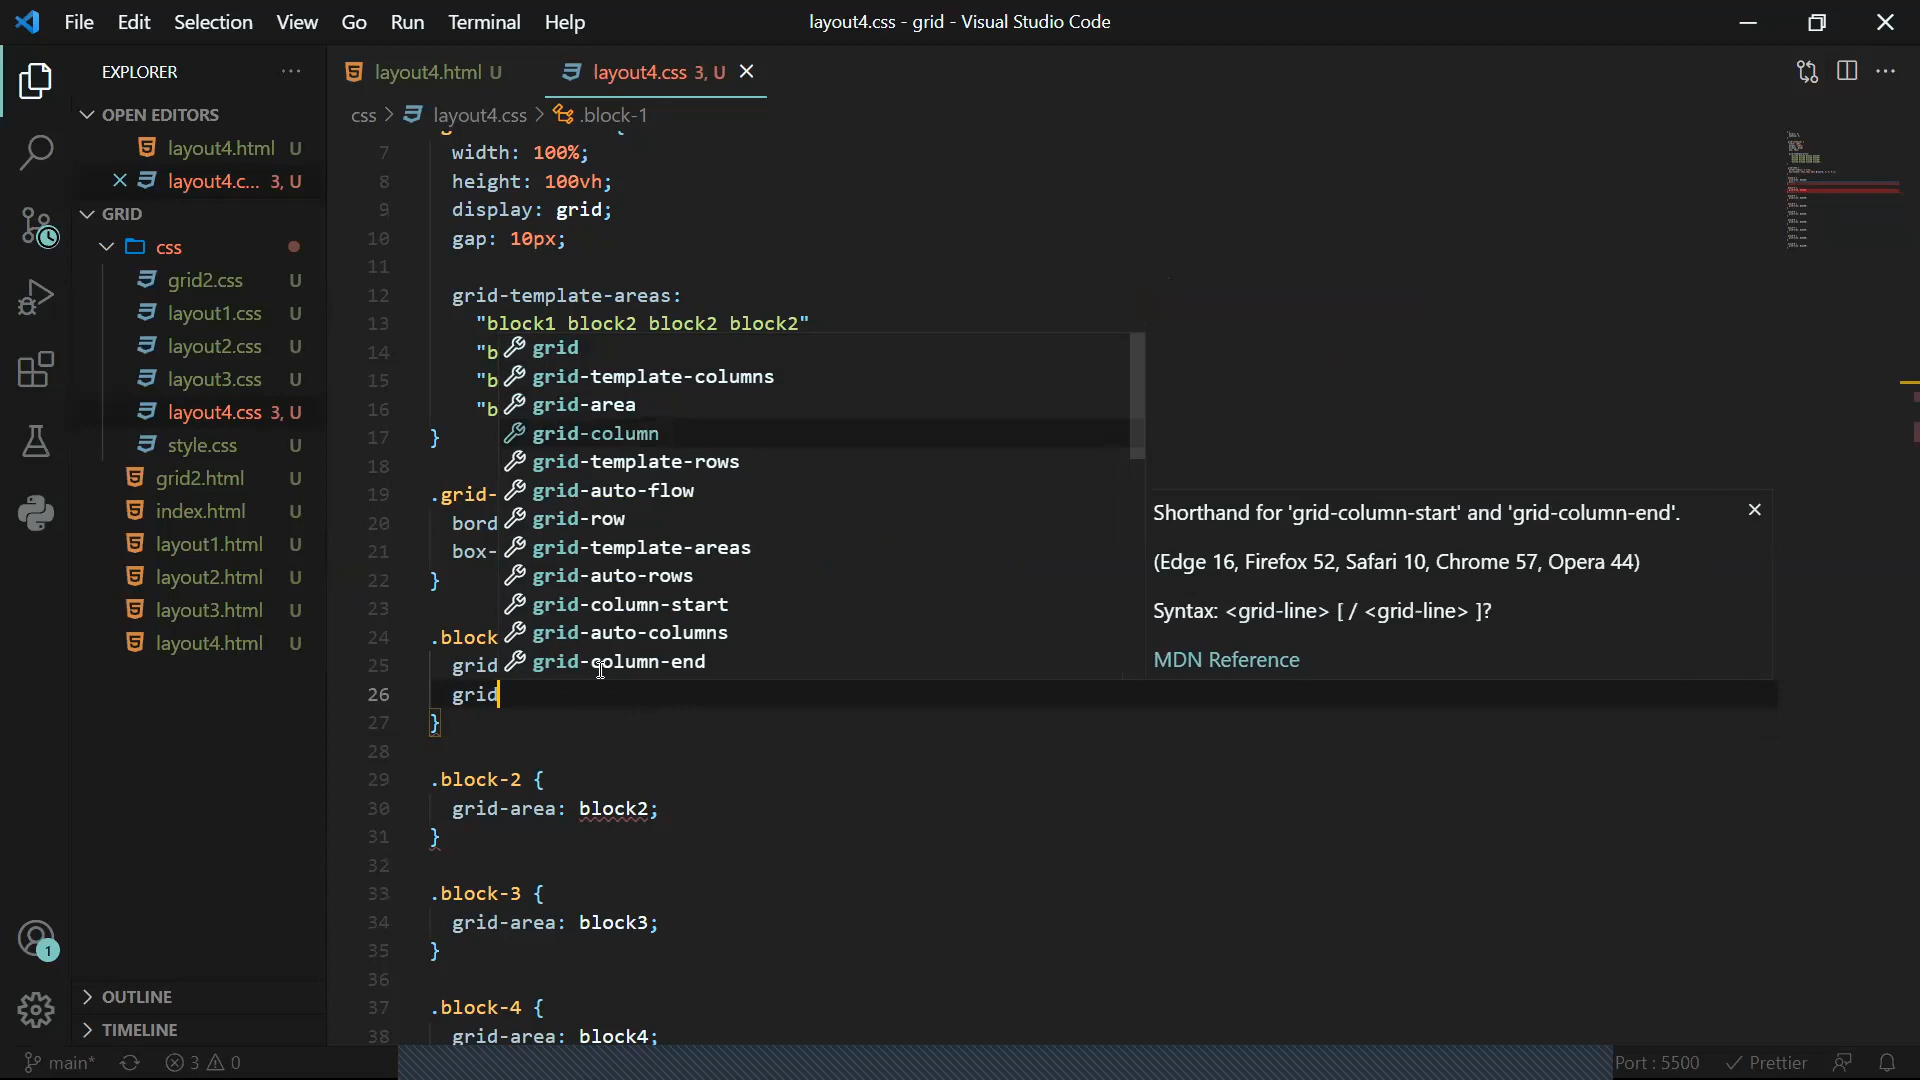 File Edit Selection View Go Run Terminal Help
layout4.css - grid - Visual Studio Code
EXPLORER
OPEN EDITORS
layout4.html U
layout4.c... 3, U
GRID
css
grid2.css U
layout1.css U
layout2.css U
layout3.css U
layout4.css 3, U
style.css U
grid2.html U
index.html U
layout1.html U
layout2.html U
layout3.html U
layout4.html U
OUTLINE
TIMELINE
layout4.html U layout4.css 3, U
css > layout4.css > .block-1
7 width: 100%;
8 height: 100vh;
9 display: grid;
10 gap: 10px;
11
12 grid-template-areas:
13 "block1 block2 block2 block2"
14 "b
15 "b
16 "b
17 }
18
19 .grid-
20 bord
21 box-
22 }
23
24 .block
25 grid
26 grid
27 }
28
29 .block-2 {
30 grid-area: block2;
31 }
32
33 .block-3 {
34 grid-area: block3;
35 }
36
37 .block-4 {
38 grid-area: block4;
grid
grid-template-columns
grid-area
grid-column
grid-template-rows
grid-auto-flow
grid-row
grid-template-areas
grid-auto-rows
grid-column-start
grid-auto-columns
grid-column-end
Shorthand for 'grid-column-start' and 'grid-column-end'.
(Edge 16, Firefox 52, Safari 10, Chrome 57, Opera 44)
Syntax: <grid-line> [ / <grid-line> ]?
MDN Reference
1
main* 3 0 Port : 5500 Prettier